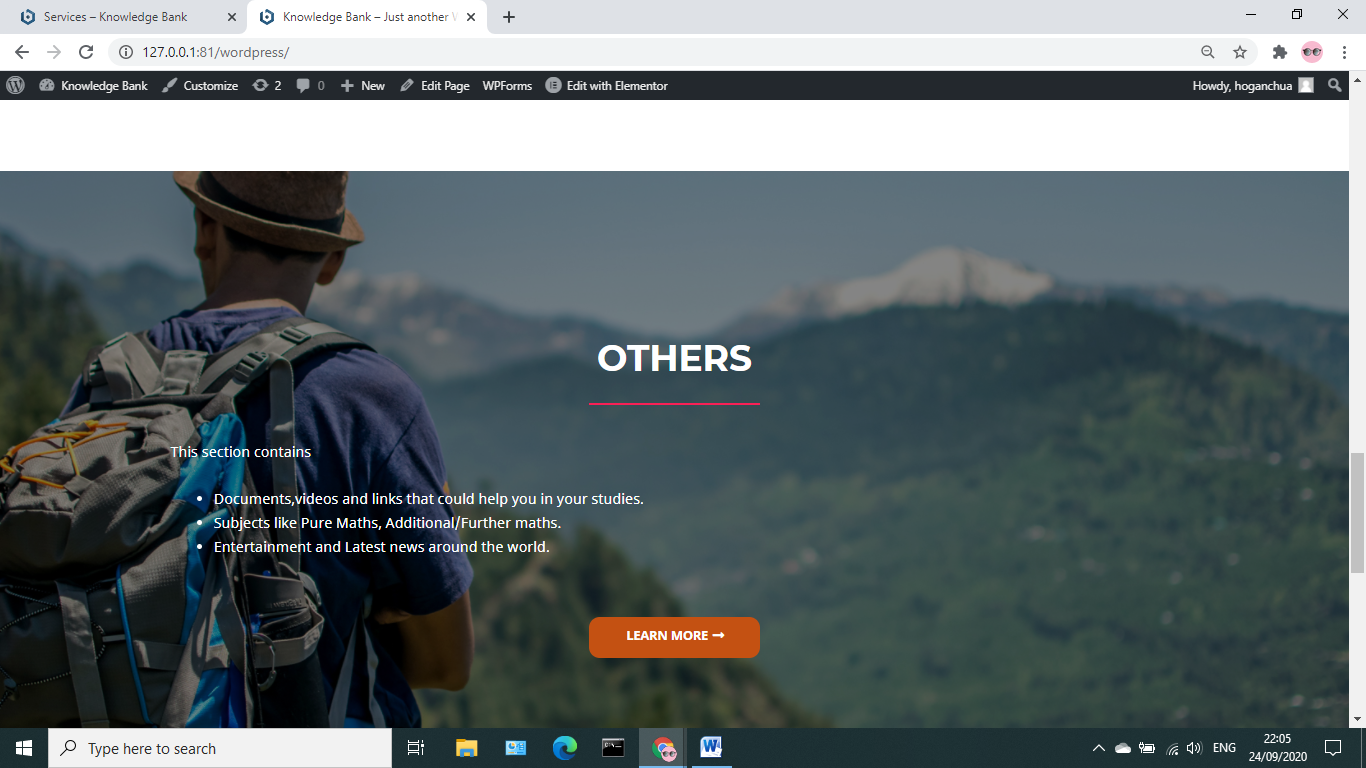 Services – Knowledge Bank
Knowledge Bank – Just another W
127.0.0.1:81/wordpress/
Knowledge Bank Customize 2 0 New Edit Page WPForms Edit with Elementor Howdy, hoganchua
OTHERS
This section contains
• Documents,videos and links that could help you in your studies.
• Subjects like Pure Maths, Additional/Further maths.
• Entertainment and Latest news around the world.
LEARN MORE ➞
Type here to search
ENG
22:05
24/09/2020